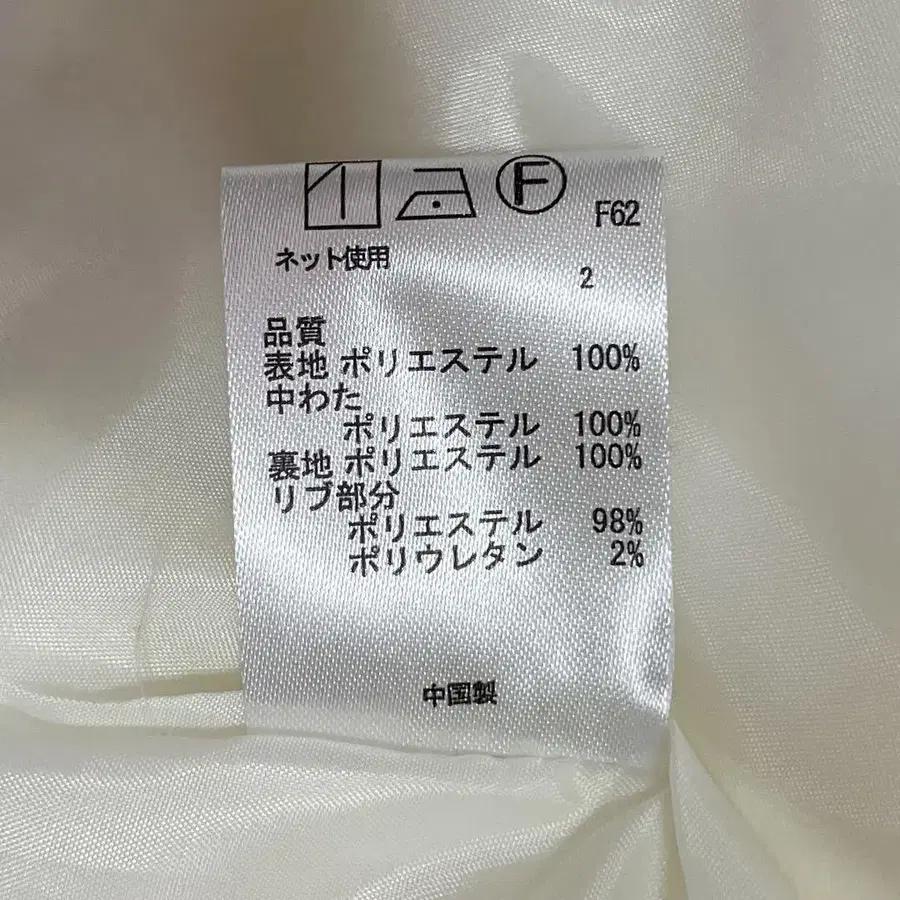 F
F62
ネット使用
2
品質
表地 ポリエステル 100%
中わた
ポリエステル 100%
裏地 ポリエステル 100%
リブ部分
ポリエステル 98%
ポリウレタン 2%
中国製